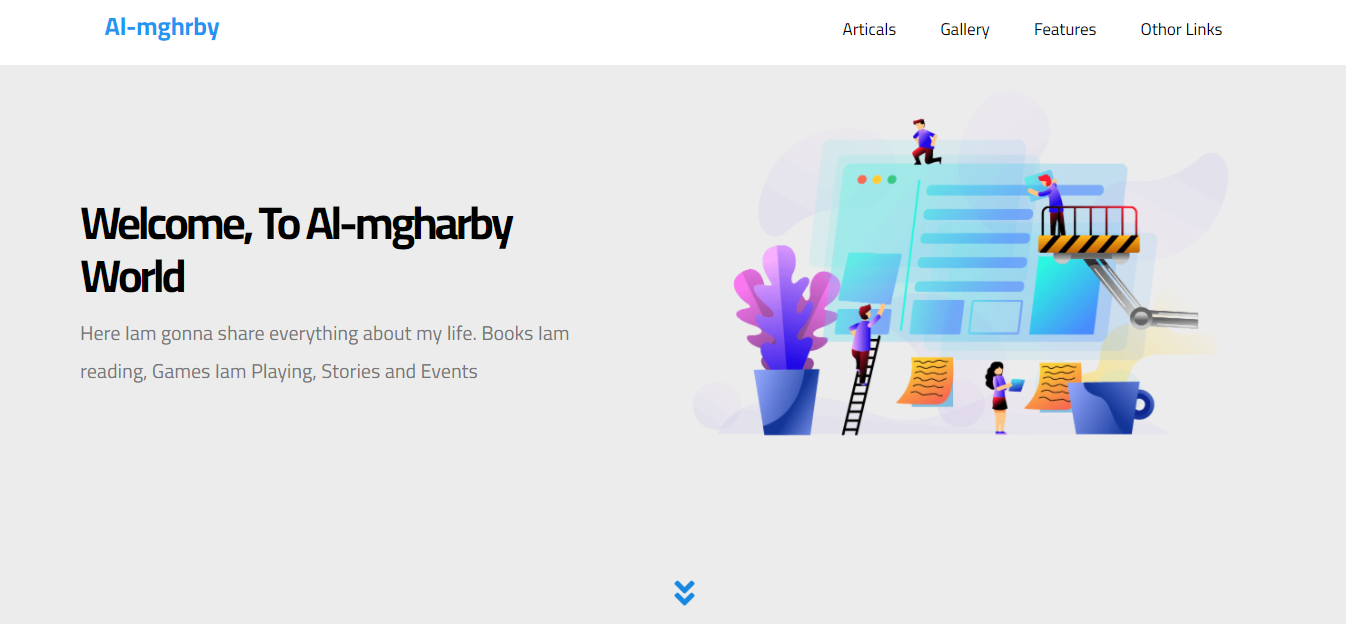 Al-mghrby
Articals
Gallery
Features
Othor Links
Welcome, To Al-mgharby
World
Here Iam gonna share everything about my life. Books Iam
reading, Games Iam Playing, Stories and Events